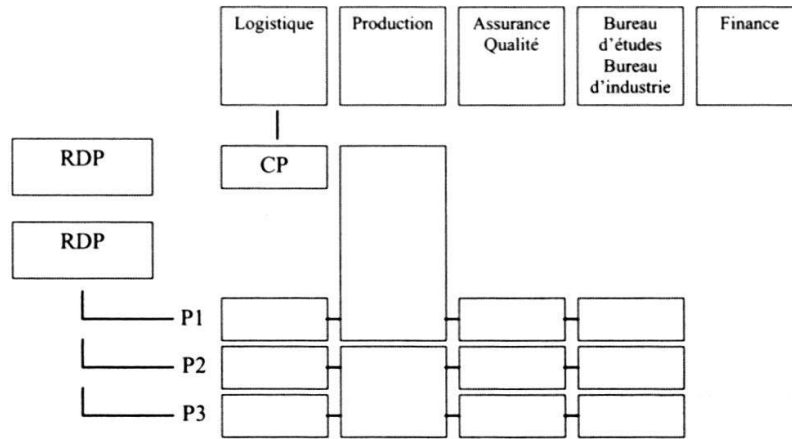 Logistique
Production
Assurance
Qualité
Bureau
d'études
Bureau
d'industrie
Finance
RDP
CP
RDP
P1
P2
P3